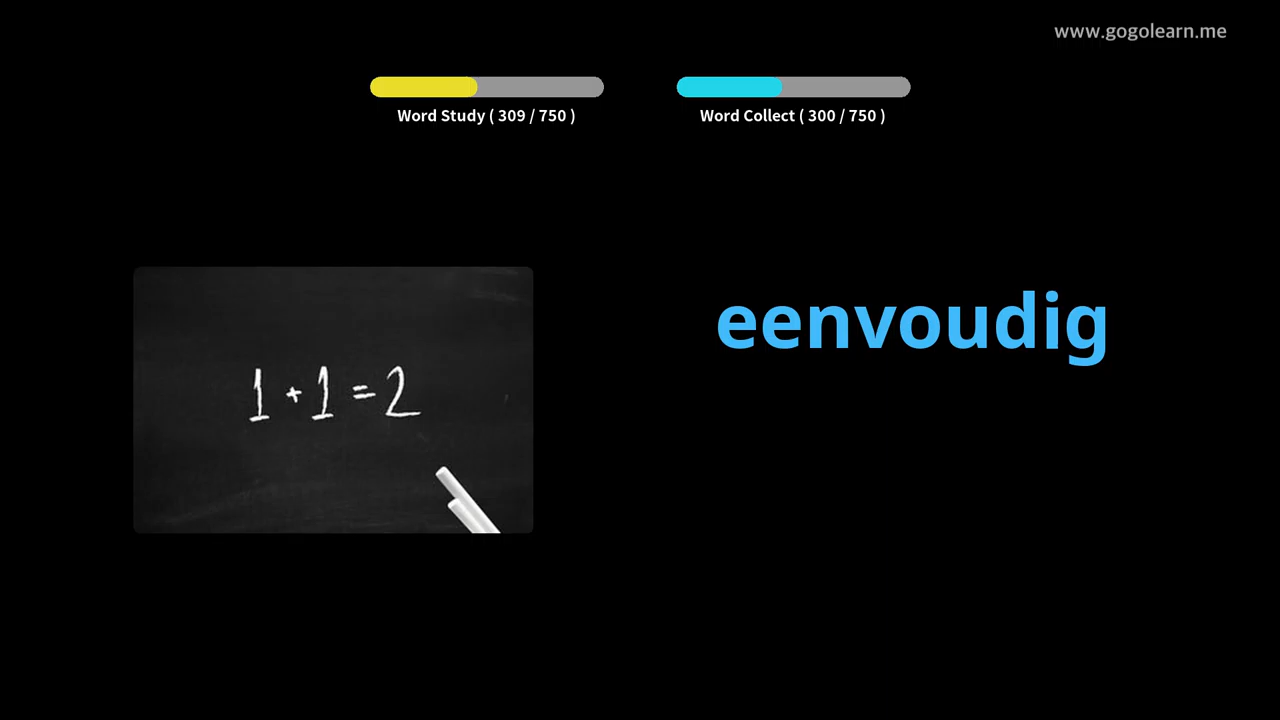 www.gogolearn.me
Word Study ( 309 / 750 )
Word Collect ( 300 / 750 )
eenvoudig
1 + 1 = 2